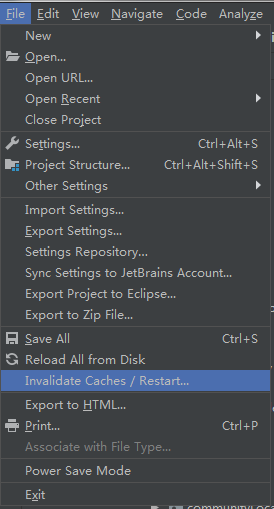 File Edit View Navigate Code Analyze
New
Open...
Open URL...
Open Recent
Close Project
Settings... Ctrl+Alt+S
Project Structure... Ctrl+Alt+Shift+S
Other Settings
Import Settings...
Export Settings...
Settings Repository...
Sync Settings to JetBrains Account...
Export Project to Eclipse...
Export to Zip File...
Save All Ctrl+S
Reload All from Disk
Invalidate Caches / Restart...
Export to HTML...
Print... Ctrl+P
Associate with File Type...
Power Save Mode
Exit